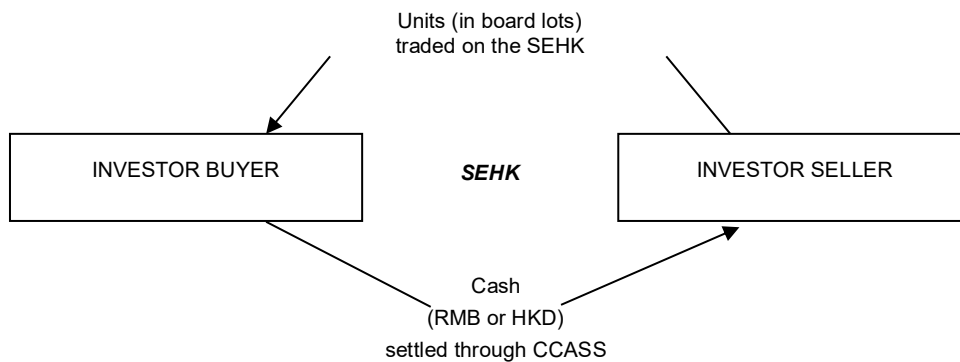 Units (in board lots)
traded on the SEHK
INVESTOR BUYER
SEHK
INVESTOR SELLER
Cash
(RMB or HKD)
settled through CCASS